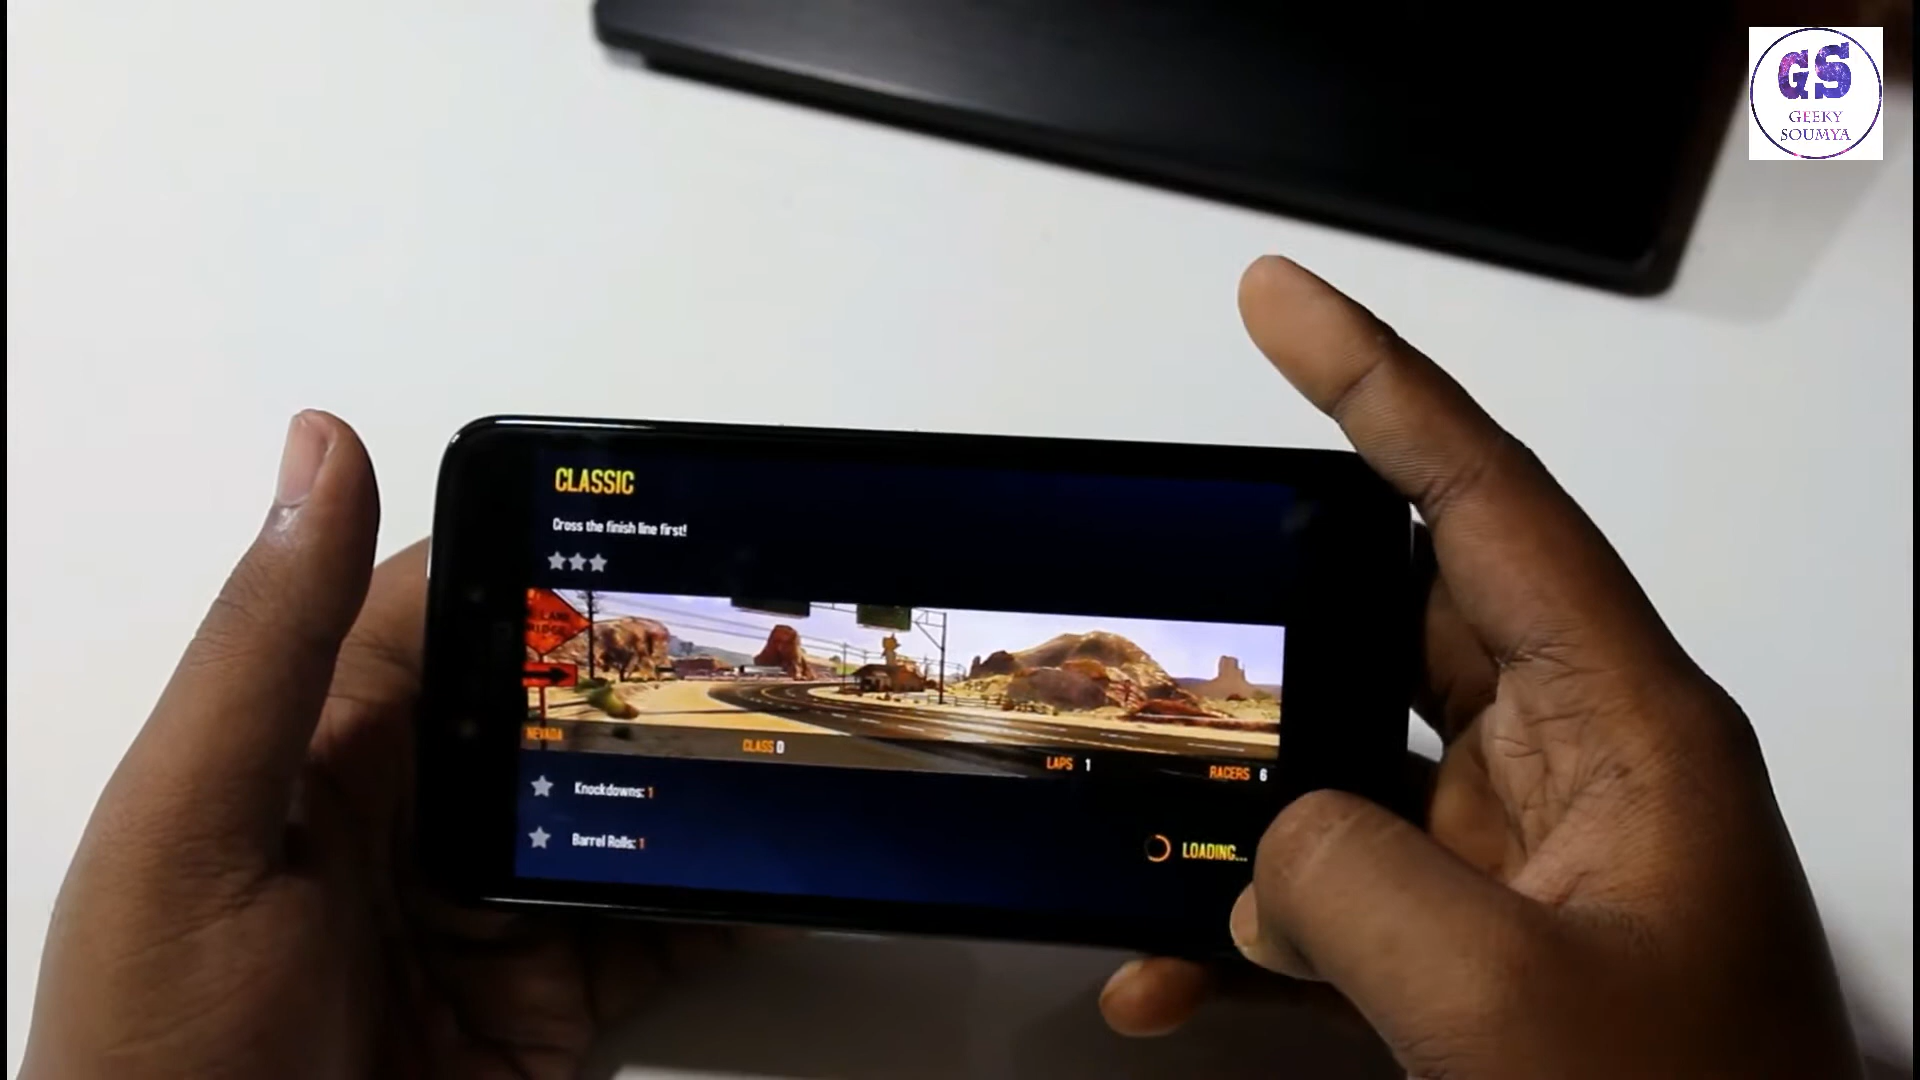 GS
GEEKY
SOUMYA
CLASSIC
Cross the finish line first!
NEVADA
CLASS D
LAPS 1
RACERS 6
Knockdowns: 1
Barrel Rolls: 1
LOADING...